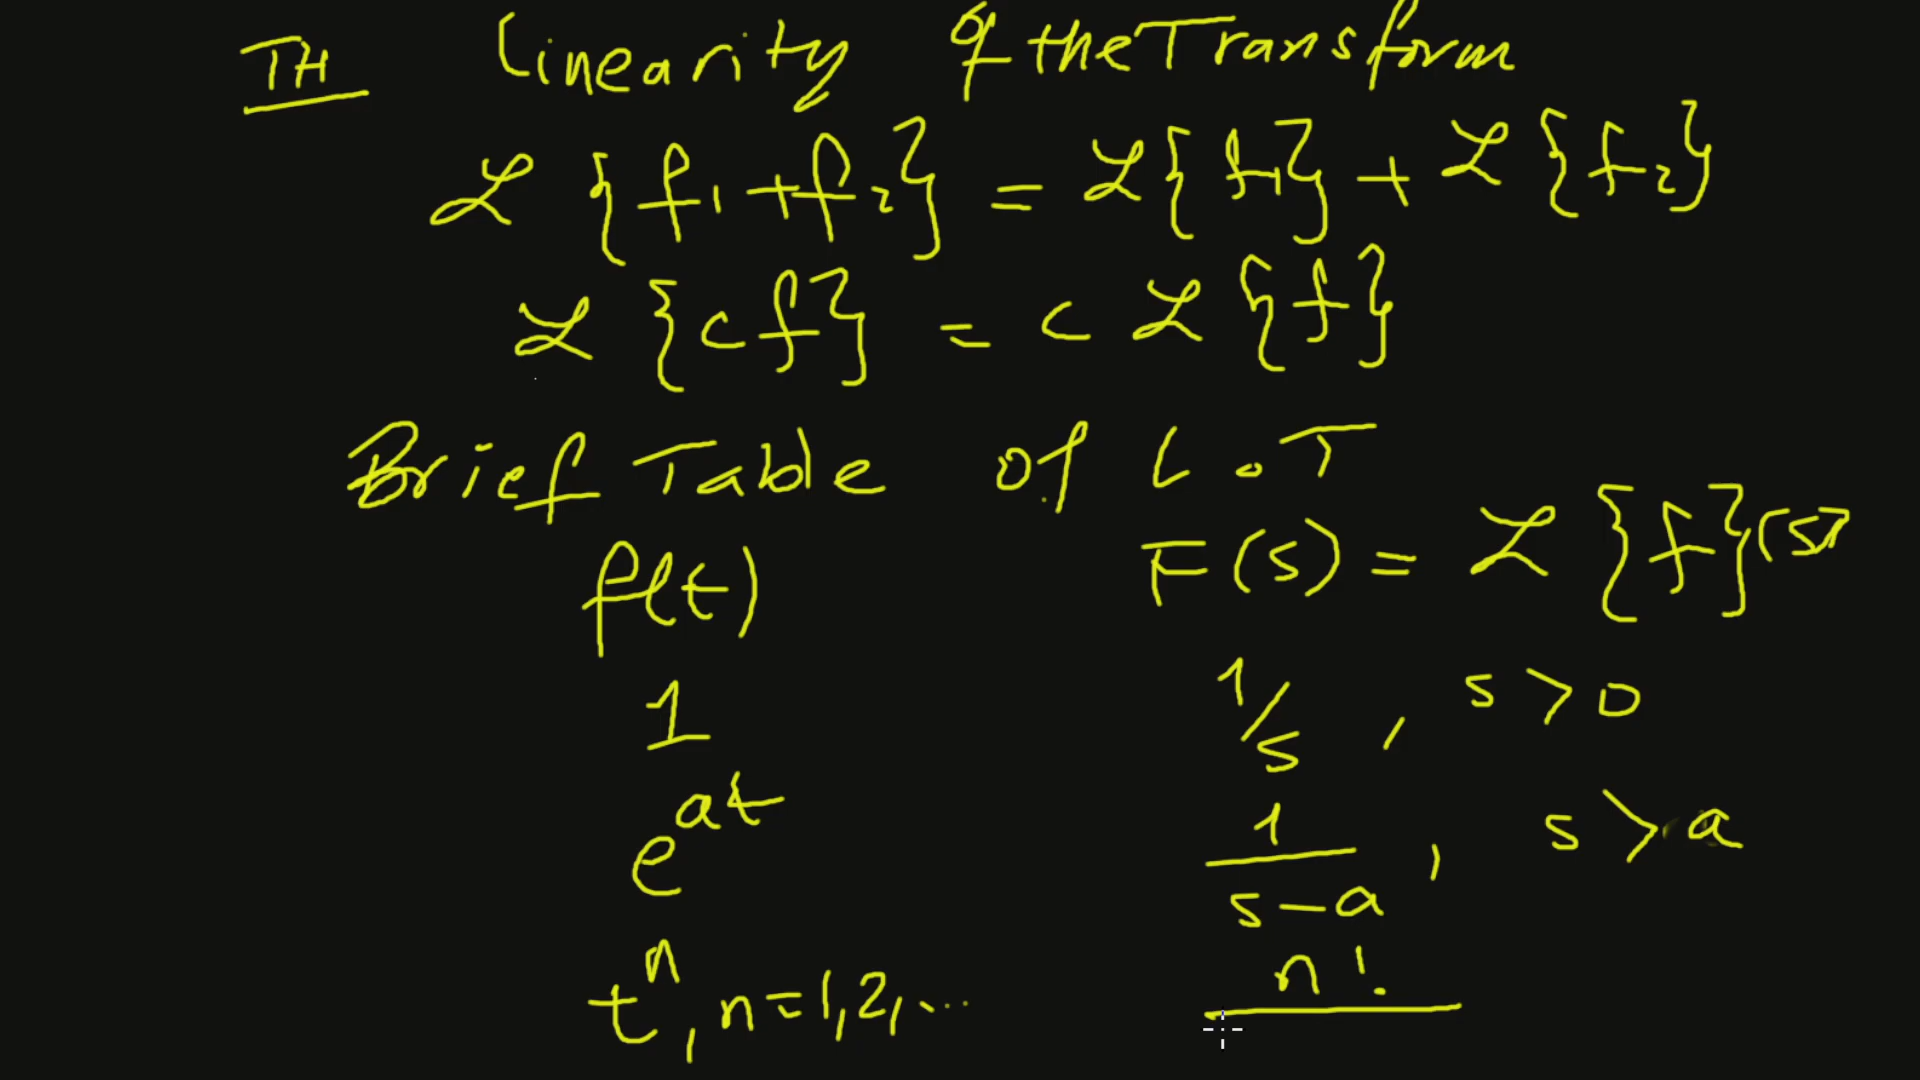 TH Linearity of the Transform
ℒ {f₁ + f₂} = ℒ{f₁} + ℒ{f₂}
ℒ {cf} = c ℒ {f}
Brief Table of L.T
f(t) F(s) = ℒ {f}(s)
1 1/s , s > 0
e^{at} 1/(s-a) , s > a
tⁿ, n = 1, 2, ... n!